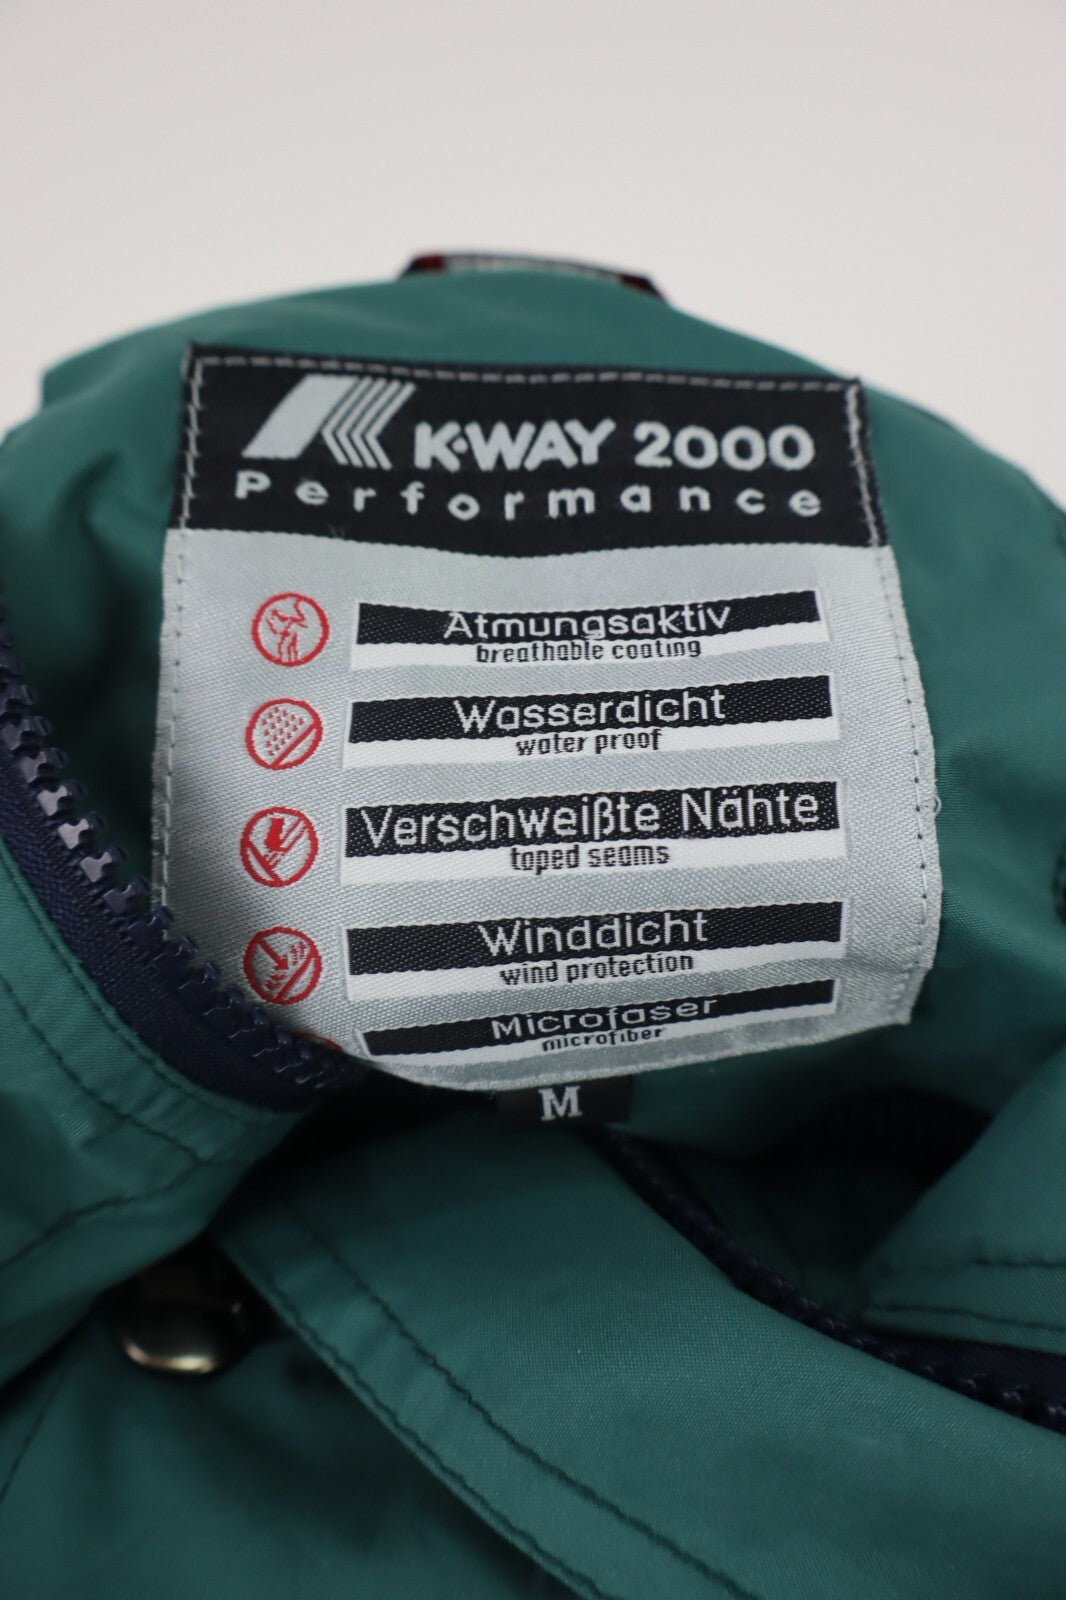 K·WAY 2000
Performance
Atmungsaktiv
breathable coating
Wasserdicht
water proof
Verschweißte Nähte
taped seams
Winddicht
wind protection
Microfaser
microfiber
M